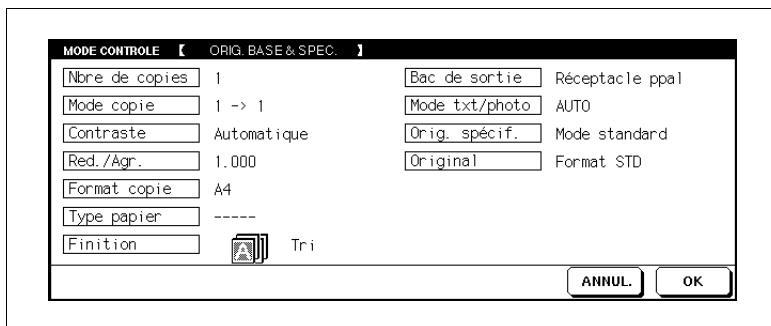 MODE CONTROLE 【 ORIG. BASE & SPEC. 】
Nbre de copies 1
Mode copie 1 -> 1
Contraste Automatique
Red./Agr. 1.000
Format copie A4
Type papier -----
Finition A Tri
Bac de sortie Réceptacle ppal
Mode txt/photo AUTO
Orig. spécif. Mode standard
Original Format STD
ANNUL. OK